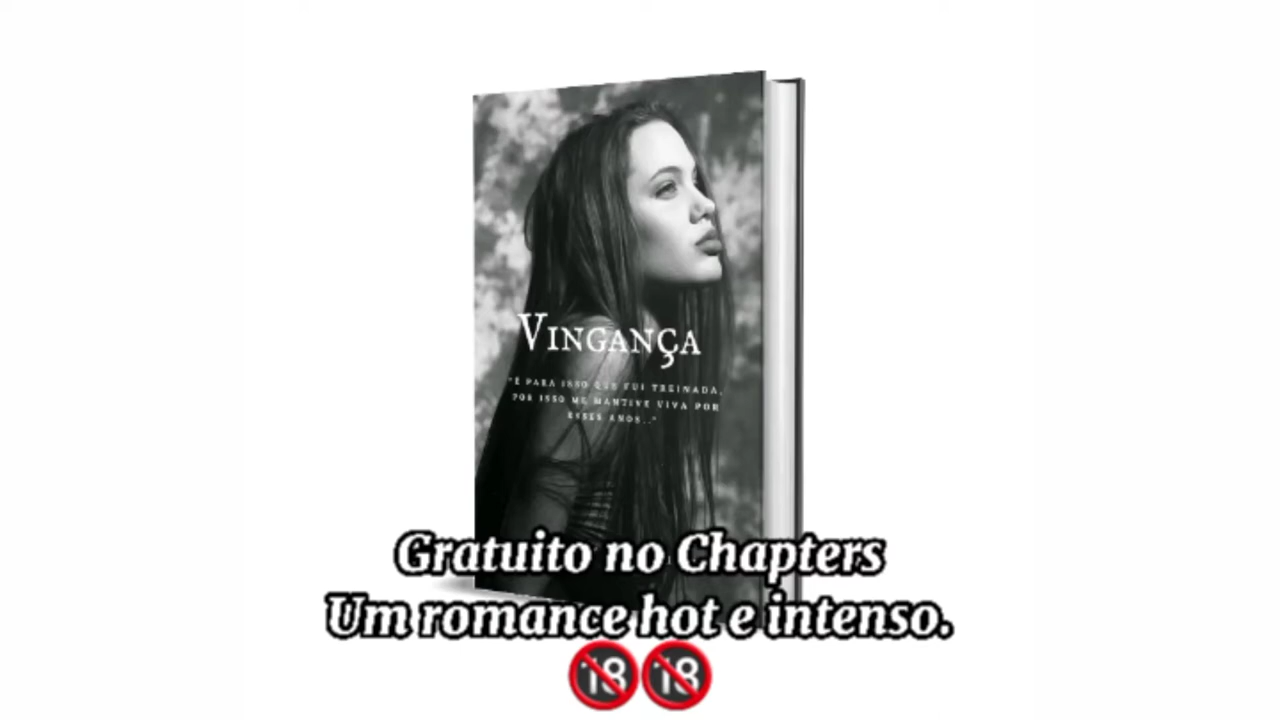 VINGANÇA
"É PARA ISSO QUE FUI TREINADA,
POR ISSO ME MANTIVE VIVA POR
ESSES ANOS.."
Gratuito no Chapters
Um romance hot e intenso.
🔞🔞